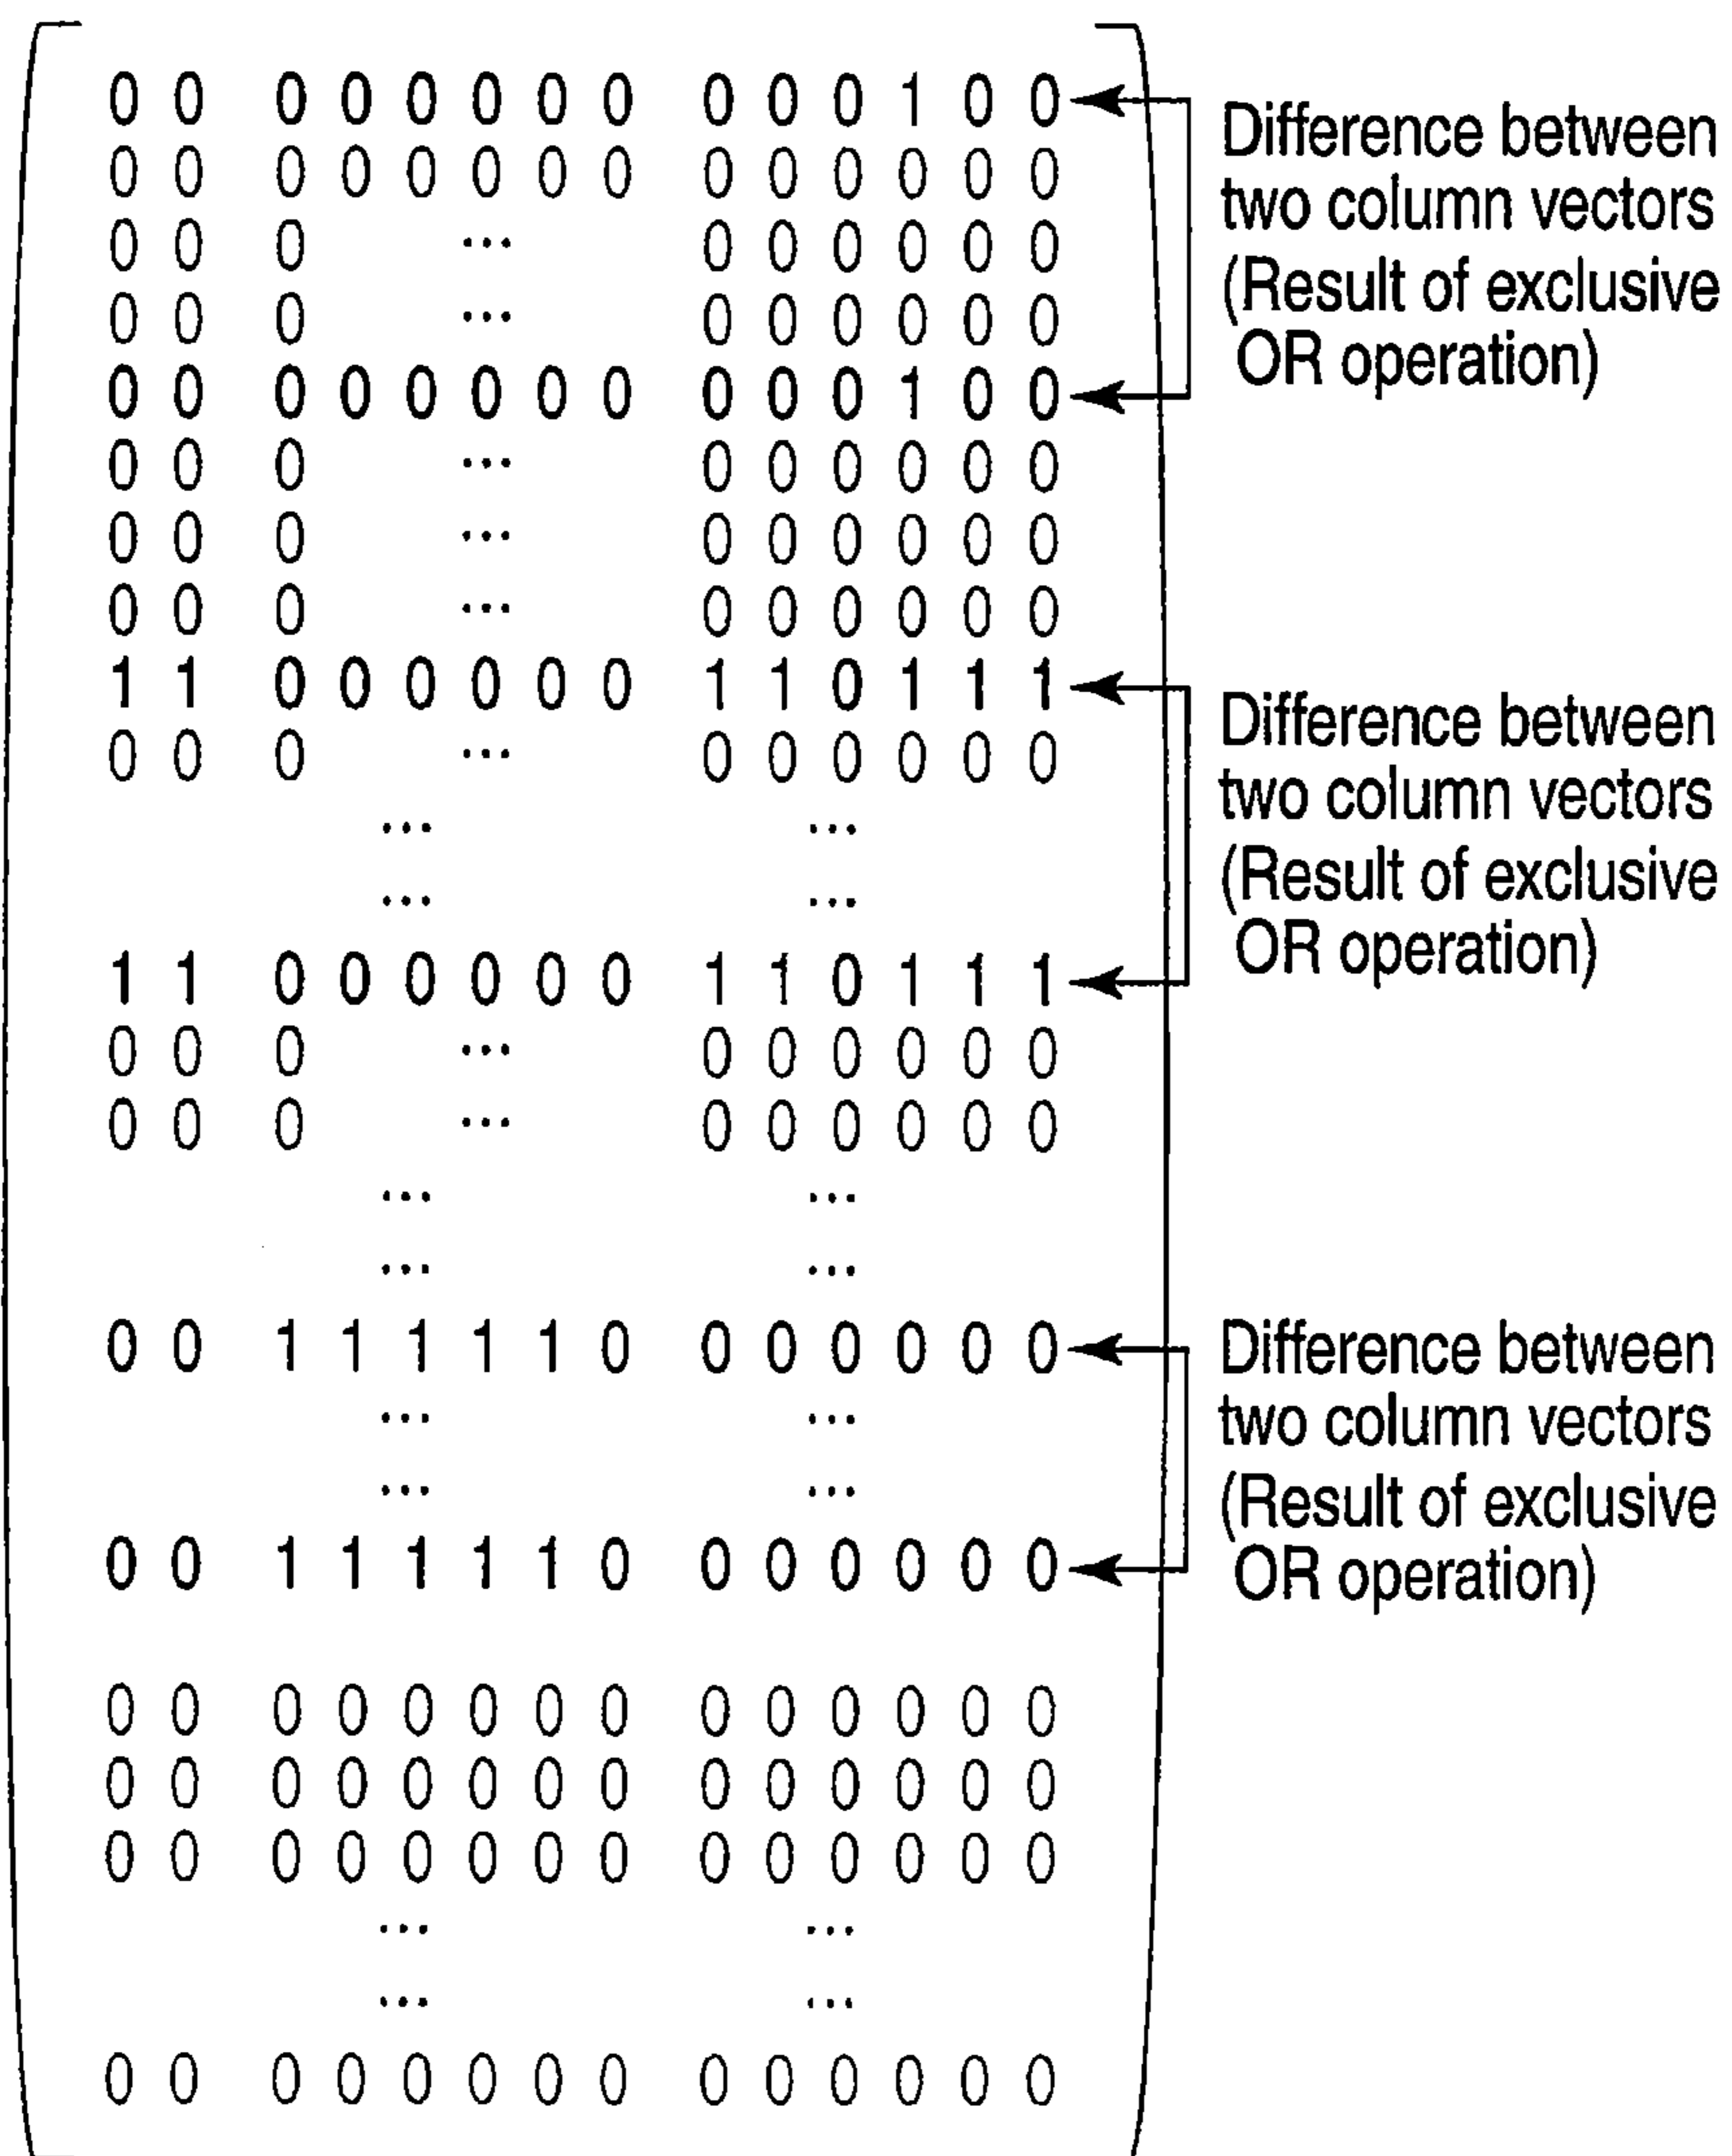 0 0 0 0 0 0 0 0 0 0 0 1 0 0
0 0 0 0 0 0 0 0 0 0 0 0 0 0
0 0 0 ... 0 0 0 0 0 0
0 0 0 ... 0 0 0 0 0 0
0 0 0 0 0 0 0 0 0 0 0 1 0 0
Difference between
two column vectors
(Result of exclusive
OR operation)
0 0 0 ... 0 0 0 0 0 0
0 0 0 ... 0 0 0 0 0 0
0 0 0 ... 0 0 0 0 0 0
1 1 0 0 0 0 0 0 1 1 0 1 1 1
0 0 0 ... 0 0 0 0 0 0
... ...
... ...
1 1 0 0 0 0 0 0 1 1 0 1 1 1
Difference between
two column vectors
(Result of exclusive
OR operation)
0 0 0 ... 0 0 0 0 0 0
0 0 0 ... 0 0 0 0 0 0
... ...
... ...
0 0 1 1 1 1 1 0 0 0 0 0 0 0
... ...
... ...
0 0 1 1 1 1 1 0 0 0 0 0 0 0
Difference between
two column vectors
(Result of exclusive
OR operation)
0 0 0 0 0 0 0 0 0 0 0 0 0 0
0 0 0 0 0 0 0 0 0 0 0 0 0 0
0 0 0 0 0 0 0 0 0 0 0 0 0 0
... ...
... ...
0 0 0 0 0 0 0 0 0 0 0 0 0 0